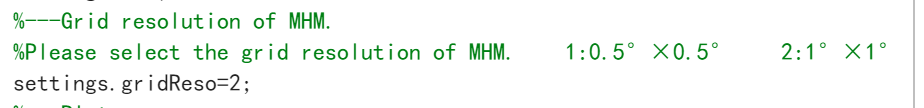 %---Grid resolution of MHM.
%Please select the grid resolution of MHM.    1:0.5° ×0.5°    2:1° ×1°
settings.gridReso=2;